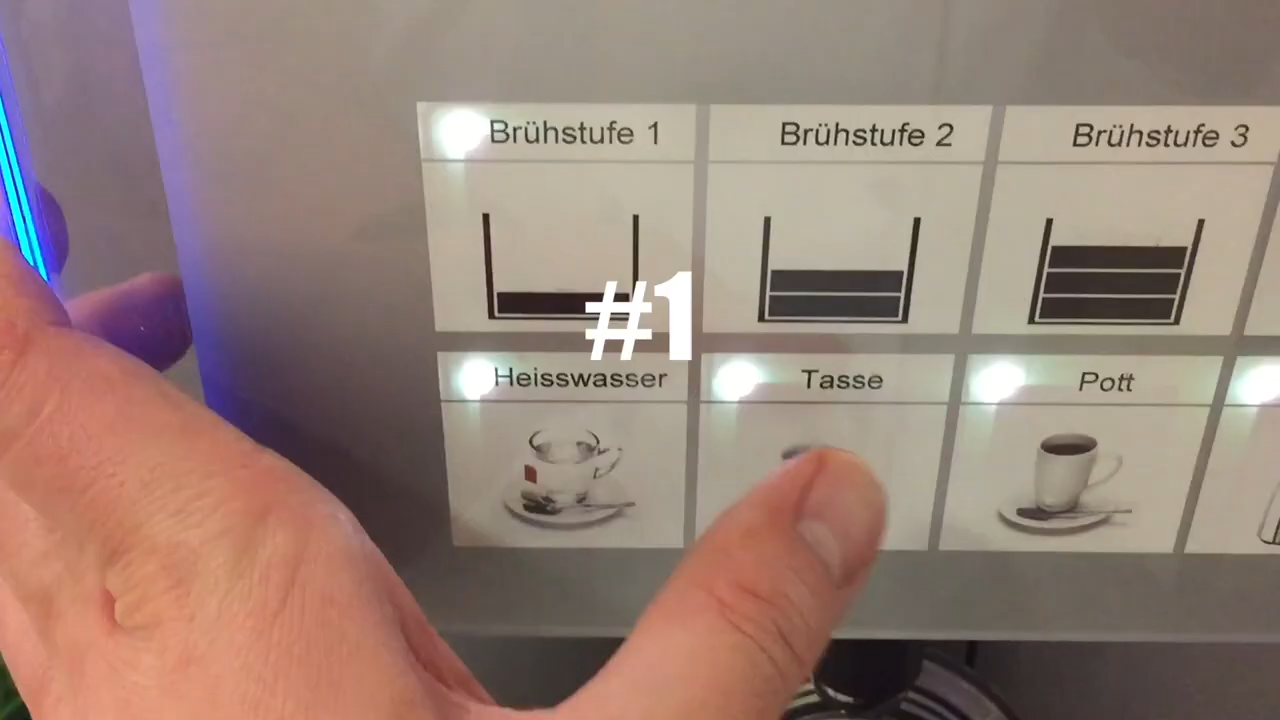 Brühstufe 1
Brühstufe 2
Brühstufe 3
#1
Heisswasser
Tasse
Pott